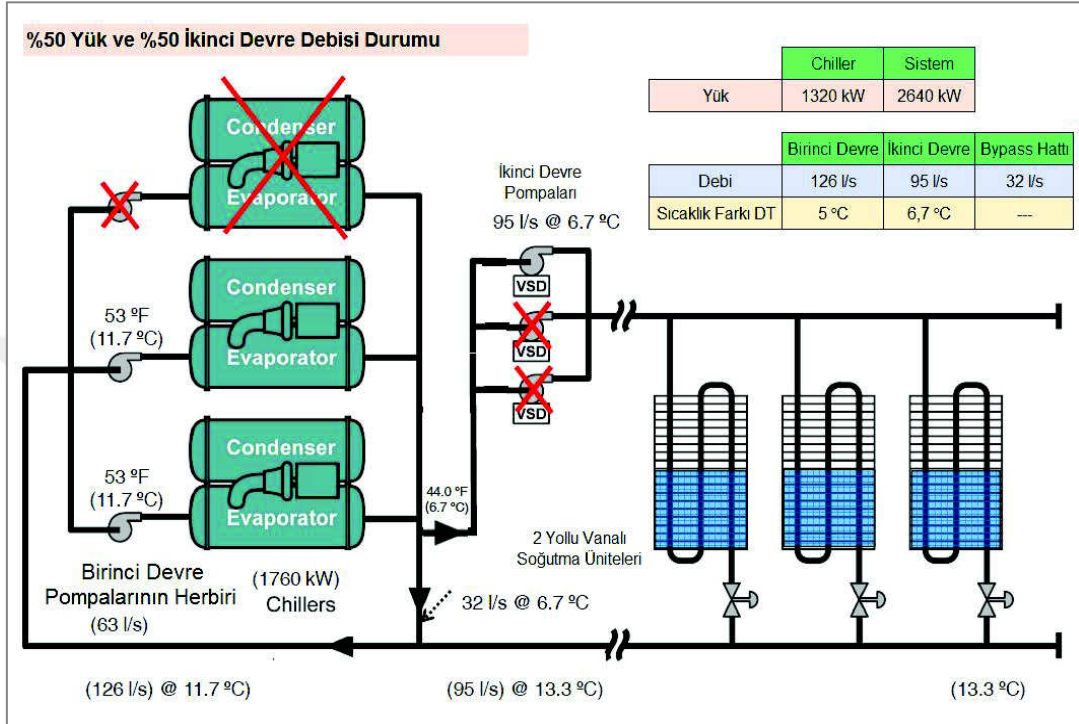 %50 Yük ve %50 İkinci Devre Debisi Durumu
Chiller Sistem
Yük 1320 kW 2640 kW
Birinci Devre İkinci Devre Bypass Hattı
Debi 126 l/s 95 l/s 32 l/s
Sıcaklık Farkı DT 5 ºC 6,7 ºC ---
Condenser
Evaporator
İkinci Devre
Pompaları
95 l/s @ 6.7 ºC
VSD
VSD
VSD
53 ºF
(11.7 ºC)
Condenser
Evaporator
53 ºF
(11.7 ºC)
Condenser
Evaporator
44.0 ºF
(6.7 ºC)
2 Yollu Vanalı
Soğutma Üniteleri
Birinci Devre
Pompalarının Herbiri
(63 l/s)
(1760 kW)
Chillers
32 l/s @ 6.7 ºC
(126 l/s) @ 11.7 ºC)
(95 l/s) @ 13.3 ºC)
(13.3 ºC)